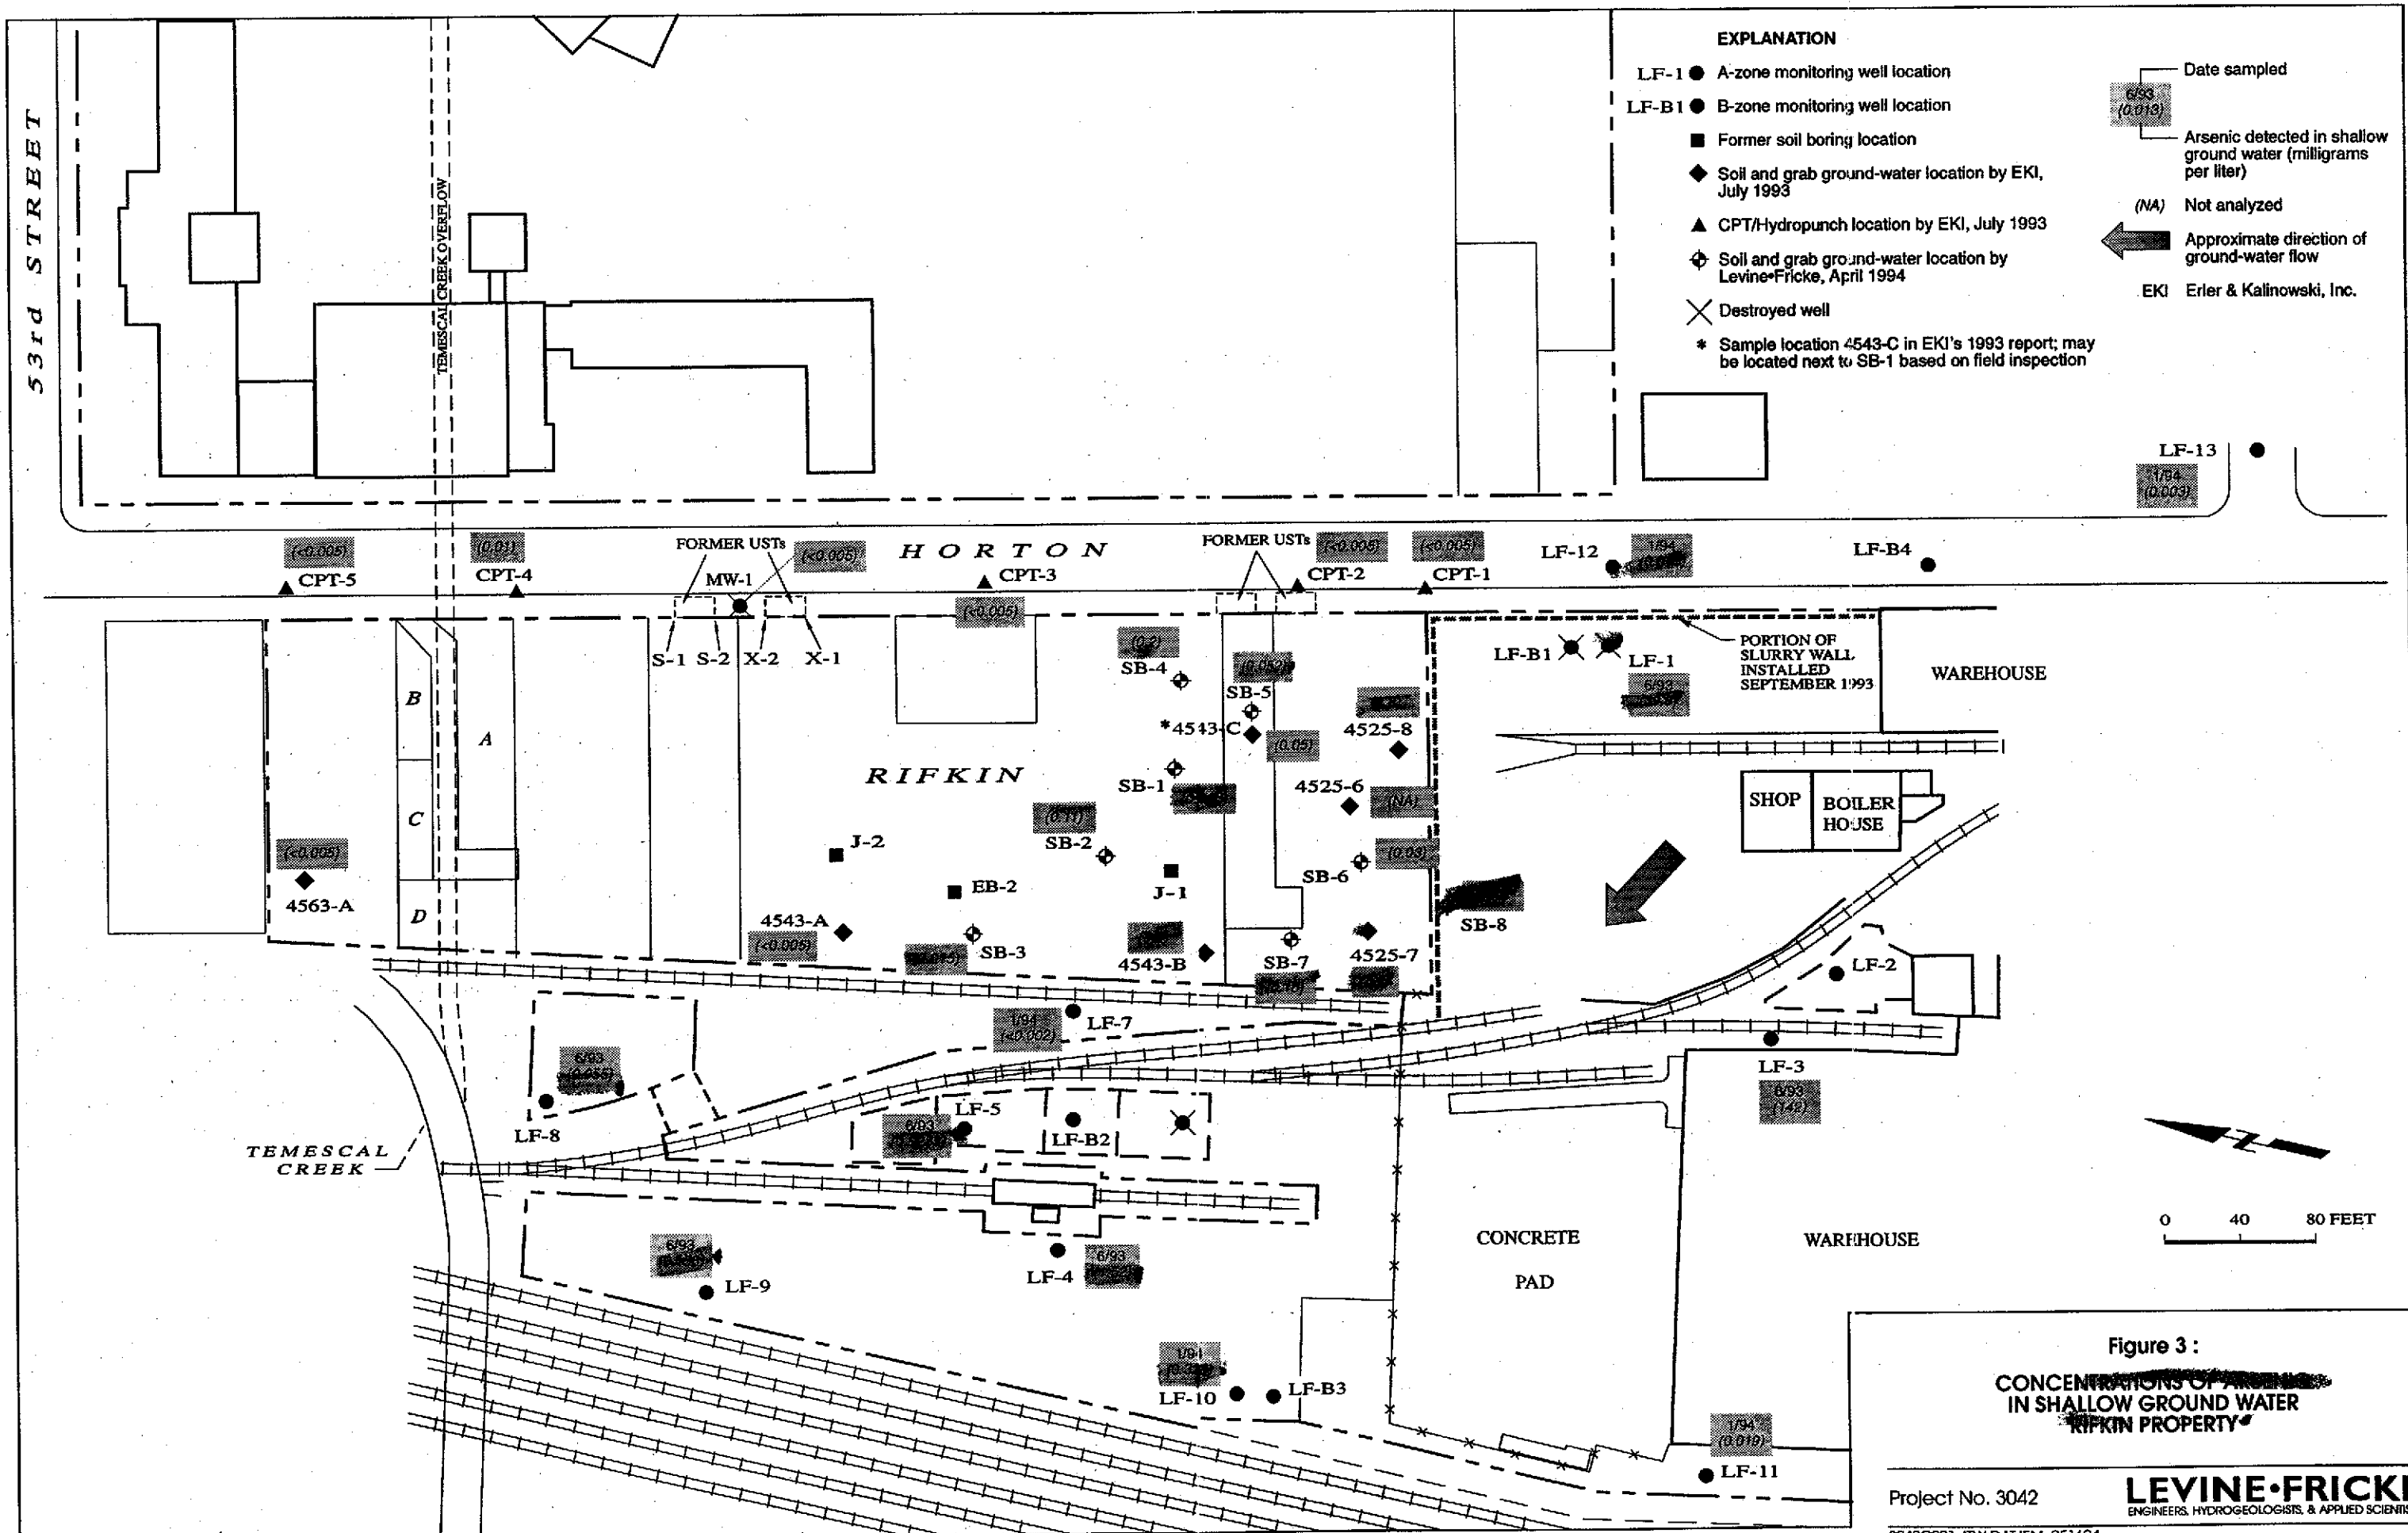 EXPLANATION
LF-1 A-zone monitoring well location
LF-B1 B-zone monitoring well location
Former soil boring location
Soil and grab ground-water location by EKI,
July 1993
CPT/Hydropunch location by EKI, July 1993
Soil and grab ground-water location by
Levine•Fricke, April 1994
Destroyed well
* Sample location 4543-C in EKI's 1993 report; may
be located next to SB-1 based on field inspection
Date sampled
6/93
(0.013)
Arsenic detected in shallow
ground water (milligrams
per liter)
(NA) Not analyzed
Approximate direction of
ground-water flow
EKI Erler & Kalinowski, Inc.
53rd STREET
TEMESCAL CREEK OVERFLOW
LF-13
1/94
(0.003)
(<0.005)
CPT-5
(0.01)
CPT-4
FORMER USTs
MW-1
(<0.005)
HORTON
CPT-3
(<0.005)
FORMER USTs
(<0.005)
CPT-2
(<0.005)
CPT-1
LF-12
1/94
LF-B4
S-1
S-2
X-2
X-1
(0.2)
SB-4
(0.052)
SB-5
*4543-C
(0.05)
4525-8
LF-B1
LF-1
6/93
PORTION OF
SLURRY WALL
INSTALLED
SEPTEMBER 1993
WAREHOUSE
B
A
C
D
RIFKIN
SB-1
4525-6
(NA)
SHOP
BOILER
HOUSE
(0.11)
SB-2
J-2
J-1
EB-2
SB-6
(0.03)
SB-8
(<0.005)
4563-A
4543-A
(<0.005)
SB-3
4543-B
SB-7
4525-7
LF-2
LF-7
1/94
(<0.002)
LF-3
6/93
(142)
6/93
LF-8
6/93
LF-5
LF-B2
TEMESCAL
CREEK
6/93
LF-9
LF-4
6/93
CONCRETE
PAD
WAREHOUSE
0 40 80 FEET
1/94
LF-10
LF-B3
1/94
(0.019)
LF-11
Figure 3 :
CONCENTRATIONS OF ARSENIC
IN SHALLOW GROUND WATER
RIFKIN PROPERTY
Project No. 3042
LEVINE•FRICKE
ENGINEERS, HYDROGEOLOGISTS, & APPLIED